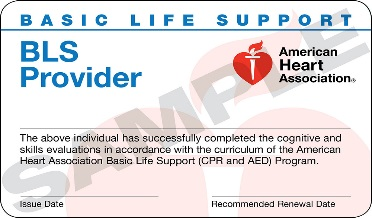 BASIC LIFE SUPPORT
BLS
Provider
American
Heart
Association®
SAMPLE
The above individual has successfully completed the cognitive and
skills evaluations in accordance with the curriculum of the American
Heart Association Basic Life Support (CPR and AED) Program.
Issue Date
Recommended Renewal Date